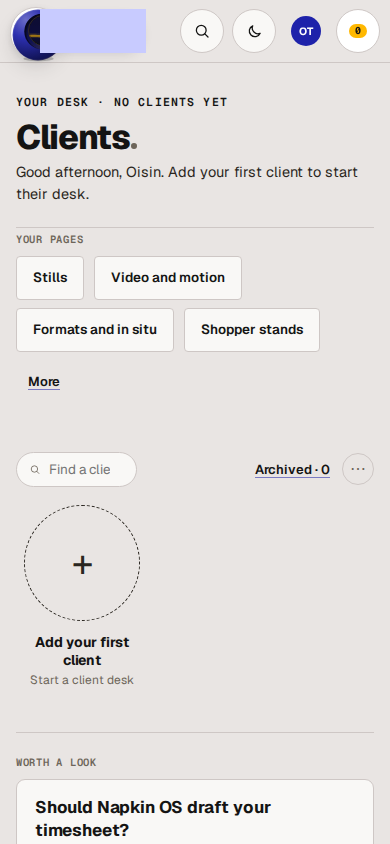 OT
0
YOUR DESK · NO CLIENTS YET
Clients.
Good afternoon, Oisin. Add your first client to start
their desk.
YOUR PAGES
Stills
Video and motion
Formats and in situ
Shopper stands
More
Find a clie
Archived · 0
+
Add your first
client
Start a client desk
WORTH A LOOK
Should Napkin OS draft your
timesheet?